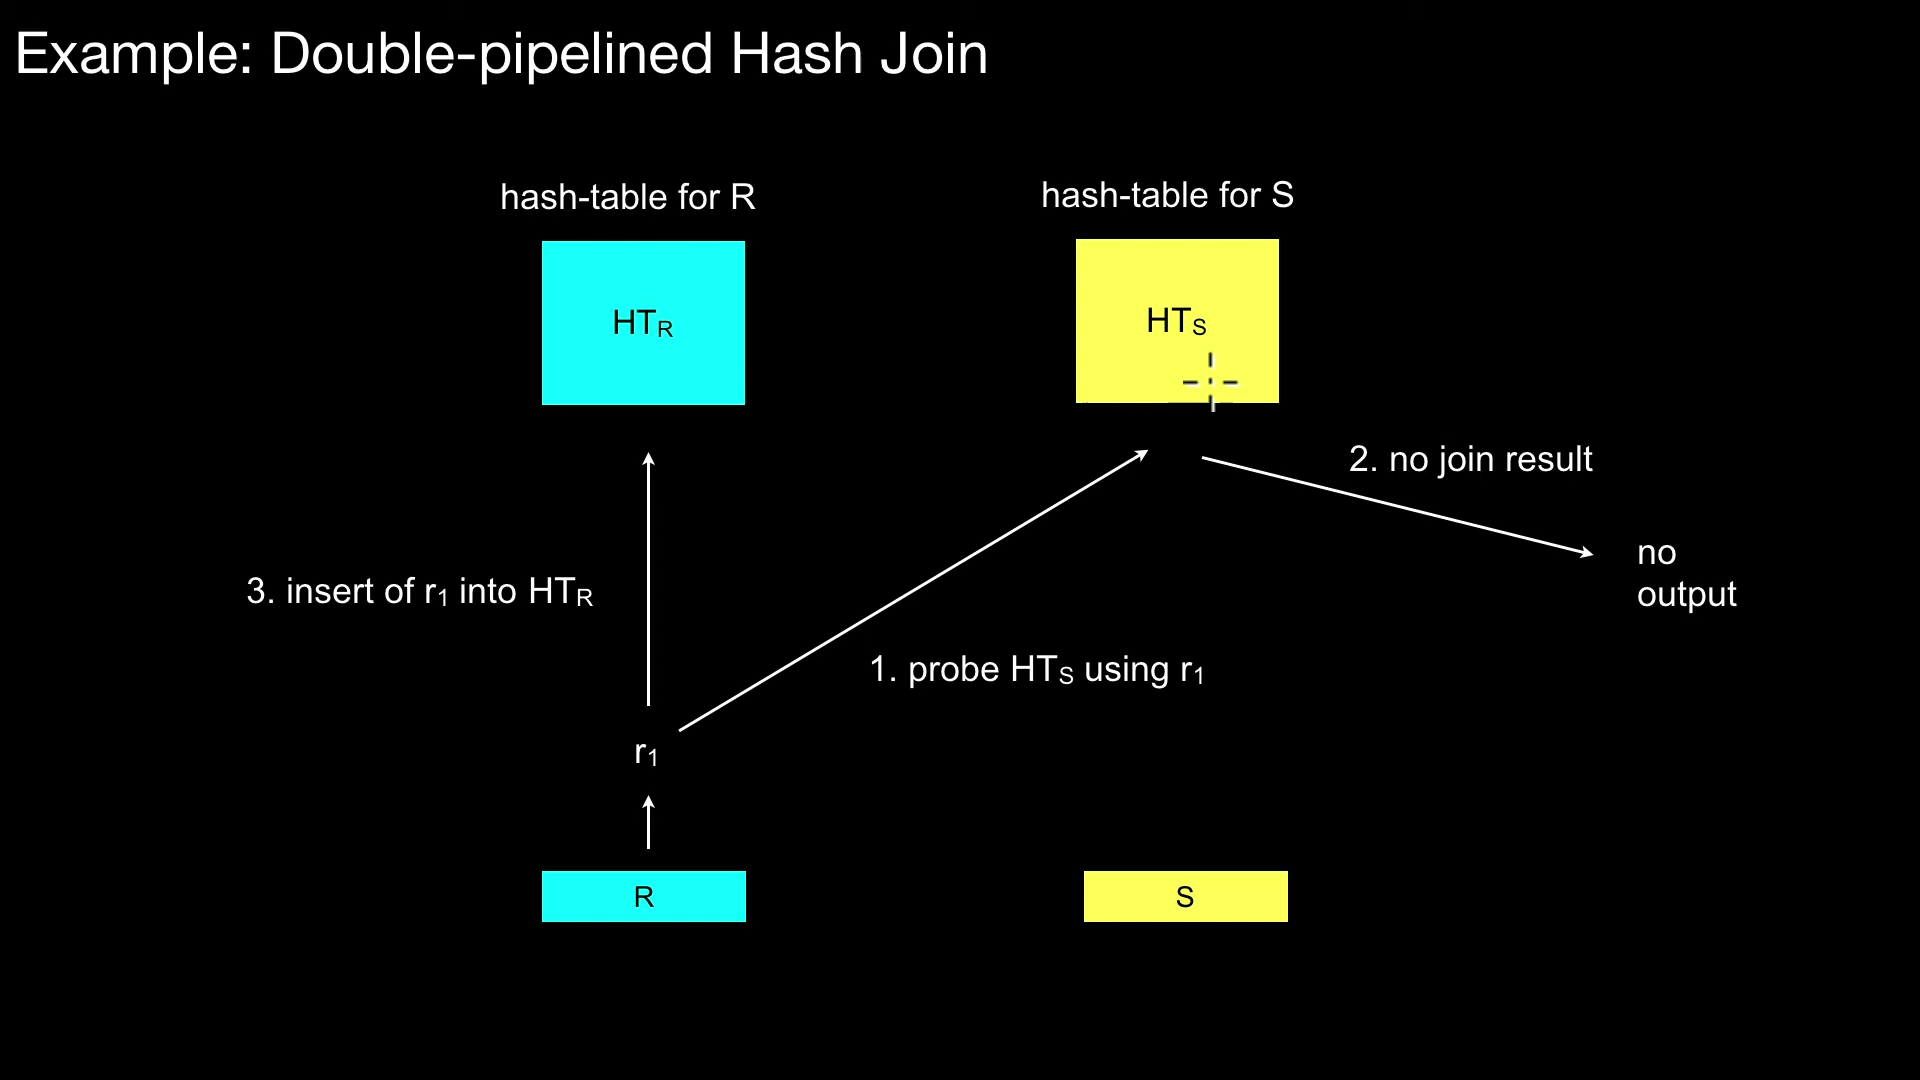 Example: Double-pipelined Hash Join
hash-table for R
hash-table for S
HTR
HTS
2. no join result
no
output
3. insert of r1 into HTR
1. probe HTS using r1
r1
R
S